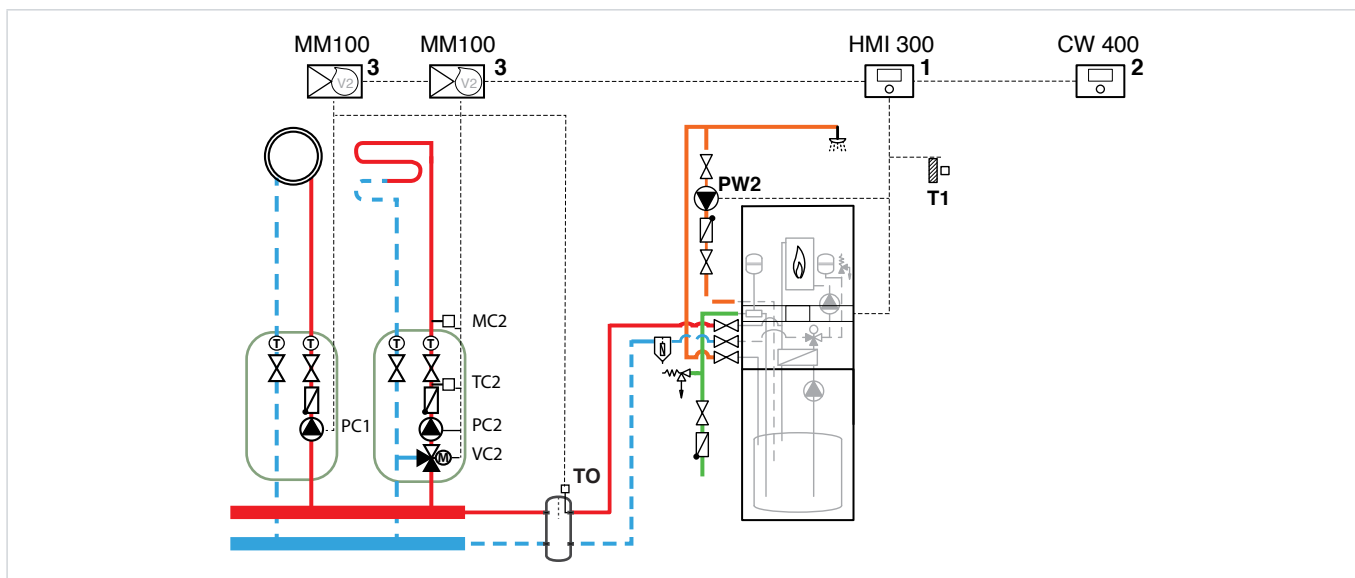 MM100 MM100 HMI 300 CW 400
3 3 1 2
V2 V2
PW2
T1
MC2
T T T T
TC2
PC1 PC2
M VC2
TO